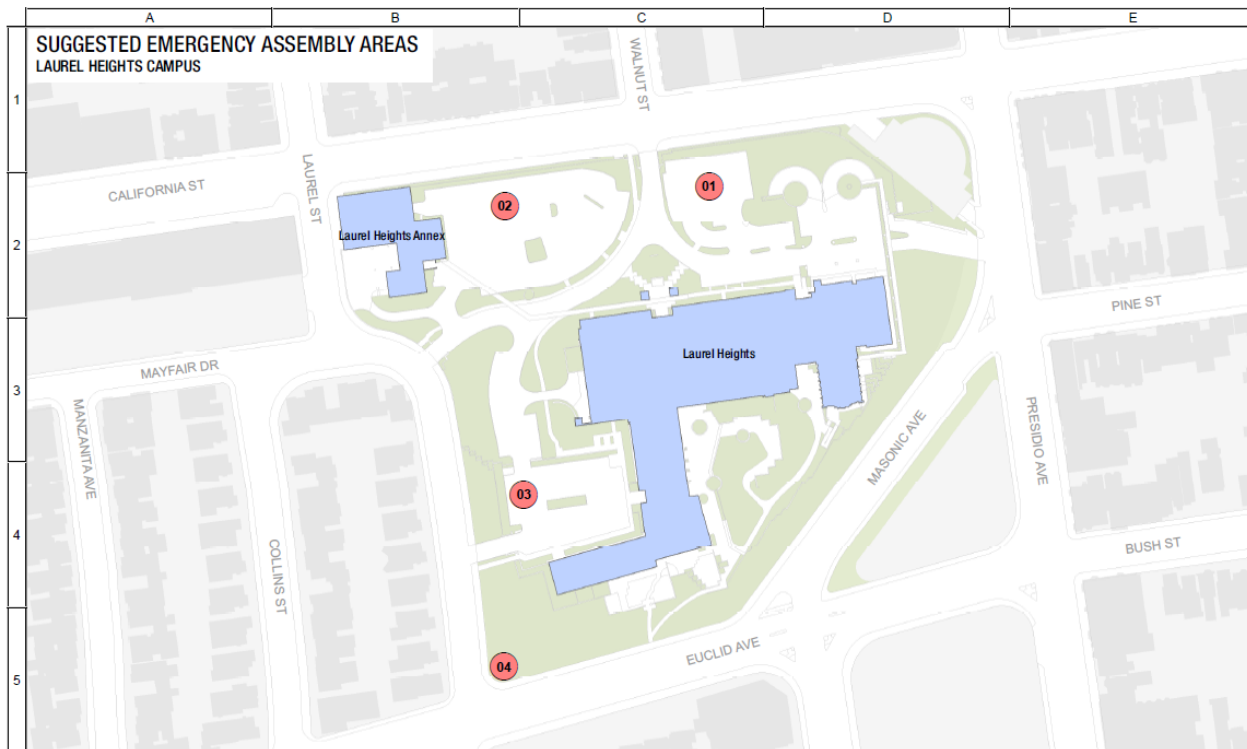 A
B
C
D
E
SUGGESTED EMERGENCY ASSEMBLY AREAS
LAUREL HEIGHTS CAMPUS
WALNUT ST
1
CALIFORNIA ST
LAUREL ST
01
02
2
Laurel Heights Annex
PINE ST
Laurel Heights
3
MAYFAIR DR
MANZANITA AVE
MASONIC AVE
PRESIDIO AVE
03
4
COLLINS ST
BUSH ST
EUCLID AVE
04
5